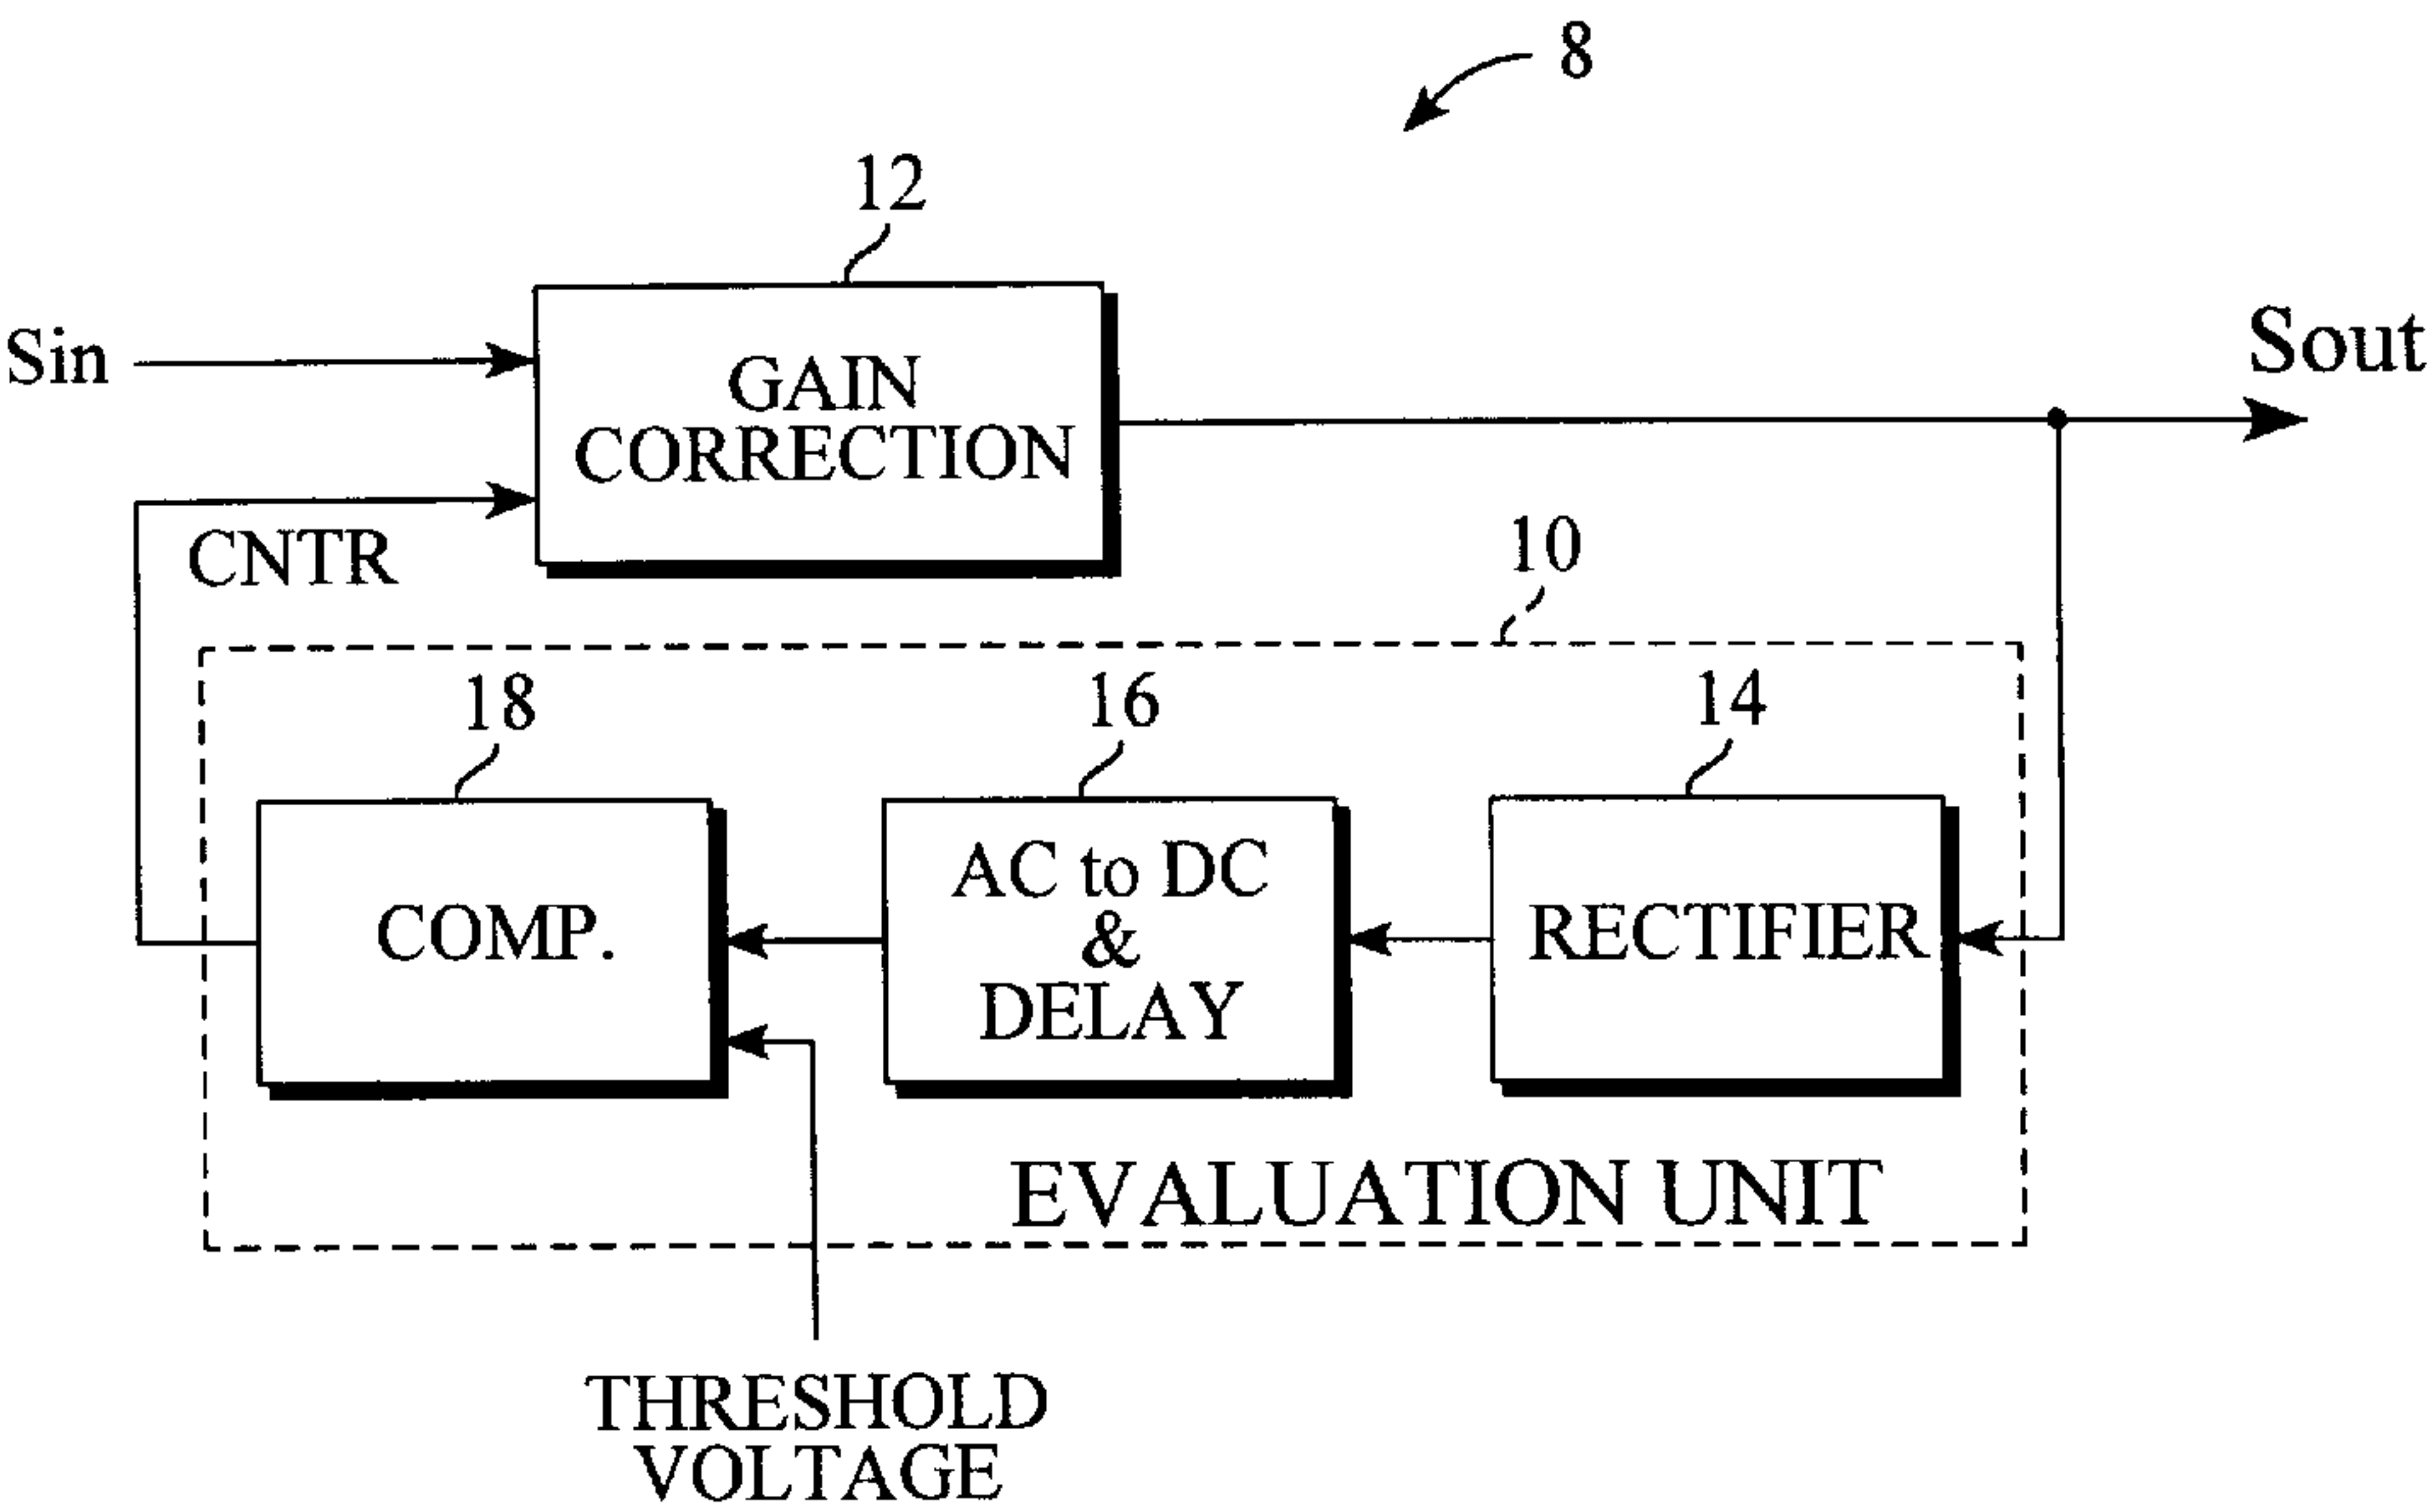 8
12
Sin
GAIN
CORRECTION
Sout
CNTR
10
18
16
14
COMP.
AC to DC
&
DELAY
RECTIFIER
EVALUATION UNIT
THRESHOLD
VOLTAGE